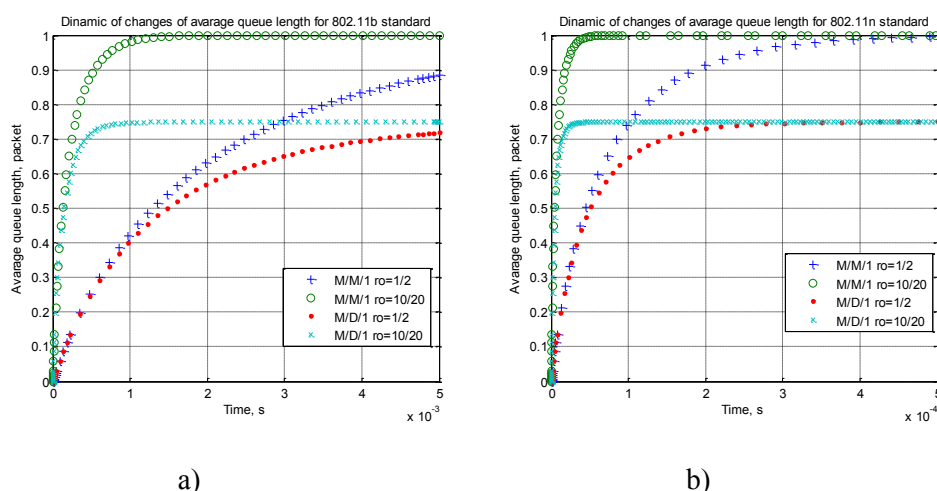 Dinamic of changes of avarage queue length for 802.11b standard
1
0.9
0.8
0.7
0.6
0.5
0.4
0.3
0.2
0.1
0
Avarage queue length, packet
M/M/1 ro=1/2
M/M/1 ro=10/20
M/D/1 ro=1/2
M/D/1 ro=10/20
0 1 2 3 4 5
Time, s
x 10^-3
a)
Dinamic of changes of avarage queue length for 802.11n standard
1
0.9
0.8
0.7
0.6
0.5
0.4
0.3
0.2
0.1
0
Avarage queue length, packet
M/M/1 ro=1/2
M/M/1 ro=10/20
M/D/1 ro=1/2
M/D/1 ro=10/20
0 1 2 3 4 5
Time, s
x 10^-4
b)